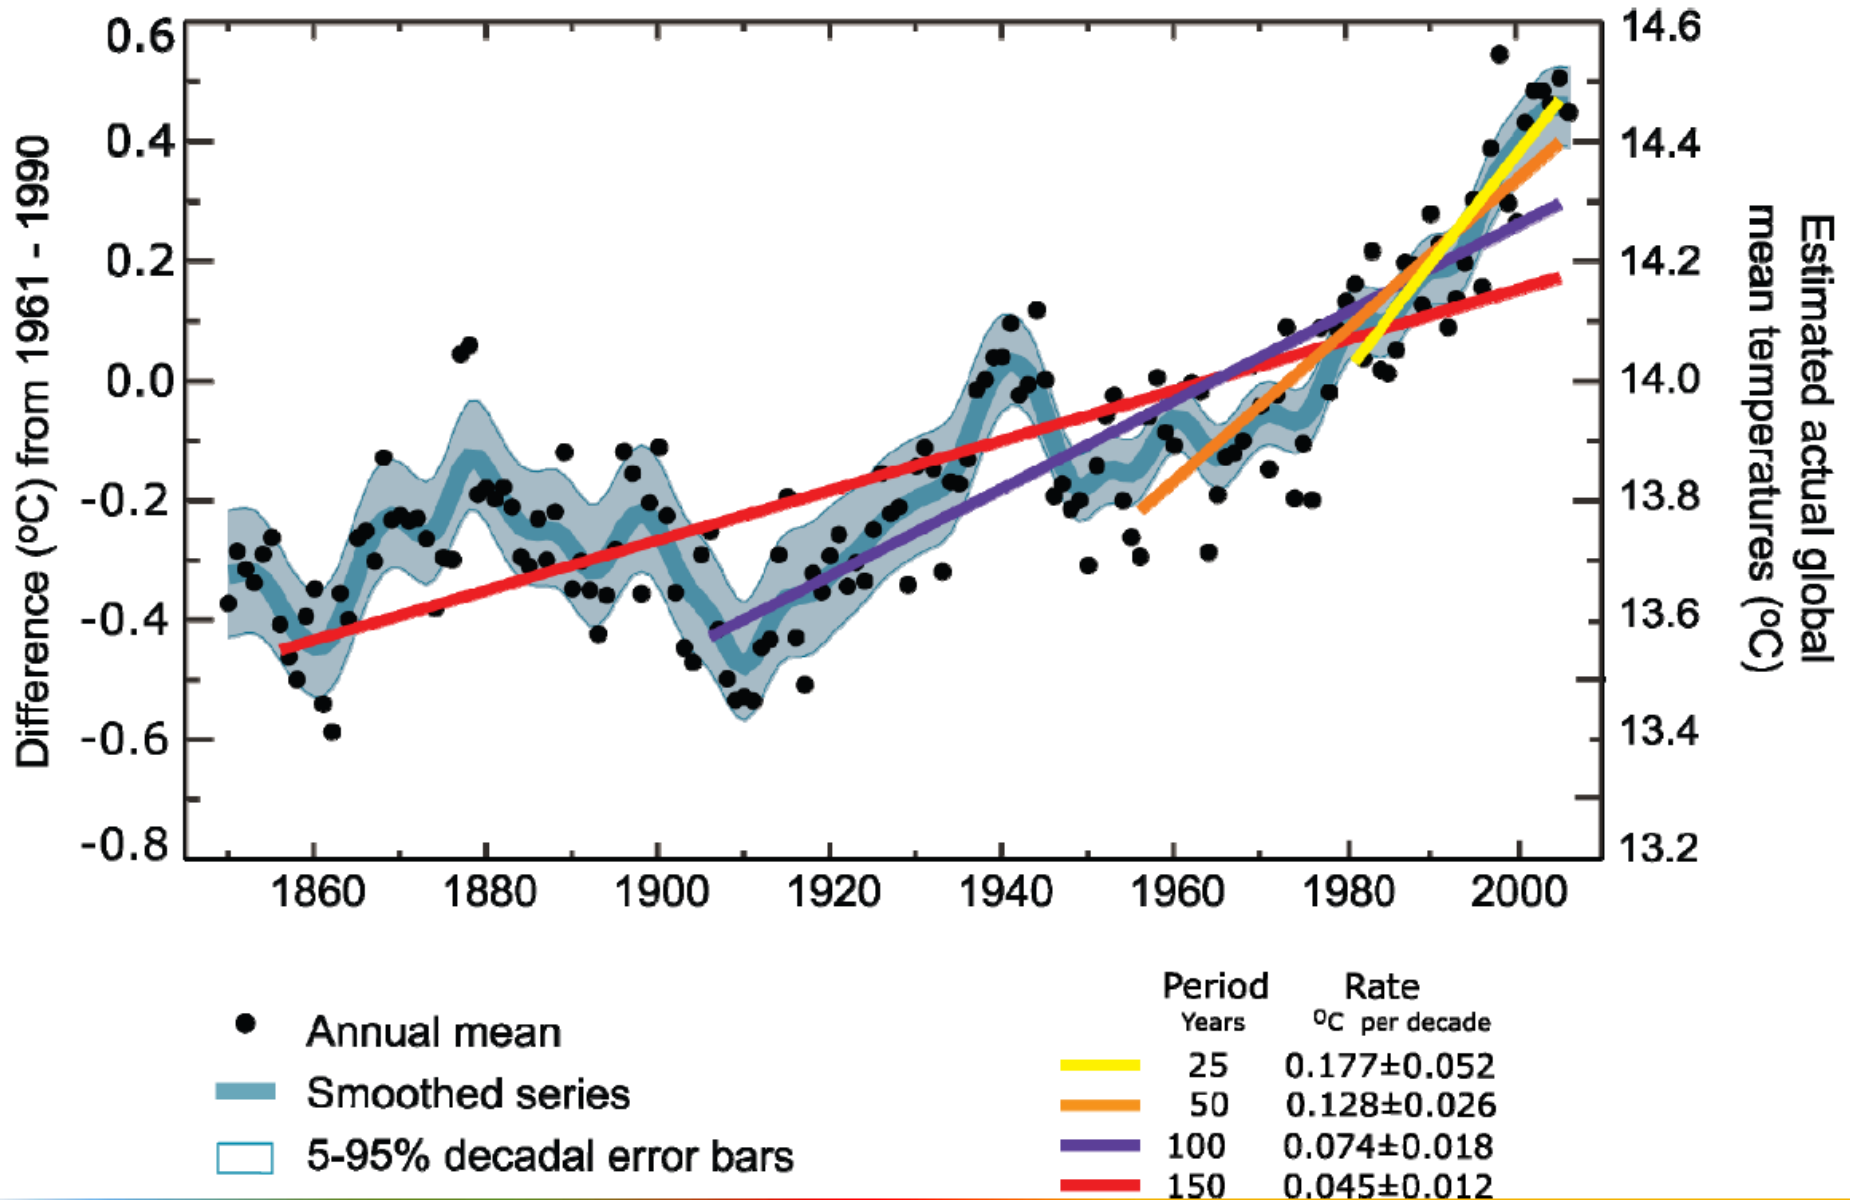 Difference (ºC) from 1961 - 1990
0.6
0.4
0.2
0.0
-0.2
-0.4
-0.6
-0.8
14.6
14.4
14.2
14.0
13.8
13.6
13.4
13.2
Estimated actual global
mean temperatures (ºC)
1860 1880 1900 1920 1940 1960 1980 2000
Annual mean
Smoothed series
5-95% decadal error bars
Period Rate
Years ºC per decade
25 0.177±0.052
50 0.128±0.026
100 0.074±0.018
150 0.045±0.012